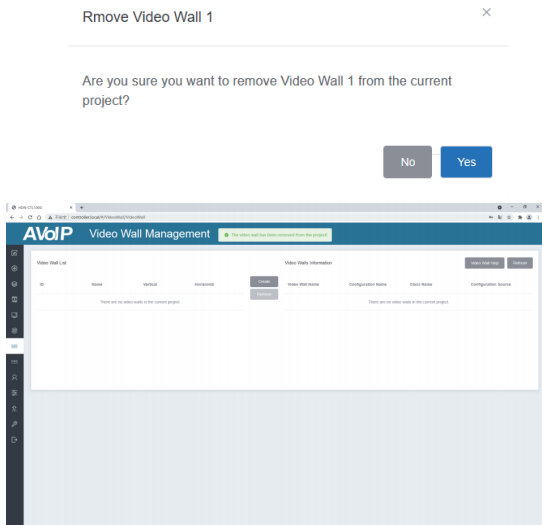 Rmove Video Wall 1
Are you sure you want to remove Video Wall 1 from the current
project?
No Yes
controller.local/#/VideoWall/VideoWall
AVoIP Video Wall Management The video wall has been removed from the project!
Video Wall List Video Walls Information Video Wall Help Refresh
ID Name Vertical Horizontal Create Video Wall Name Configuration Name Class Name Configuration Source
Remove
There are no video walls in the current project. There are no video walls in the current project.